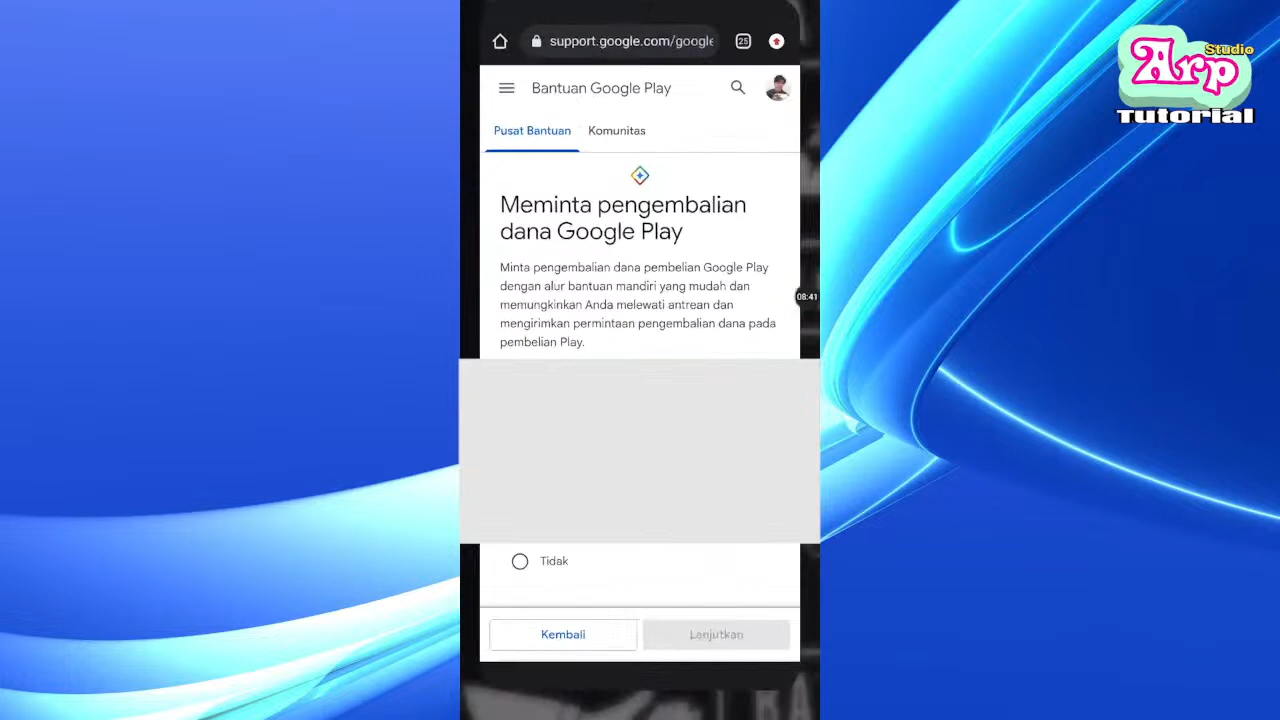 support.google.com/google
25
Arp
Studio
Tutorial
Bantuan Google Play
Pusat Bantuan
Komunitas
Meminta pengembalian
dana Google Play
Minta pengembalian dana pembelian Google Play
dengan alur bantuan mandiri yang mudah dan
memungkinkan Anda melewati antrean dan
mengirimkan permintaan pengembalian dana pada
pembelian Play.
08:41
Tidak
Kembali
Lanjutkan